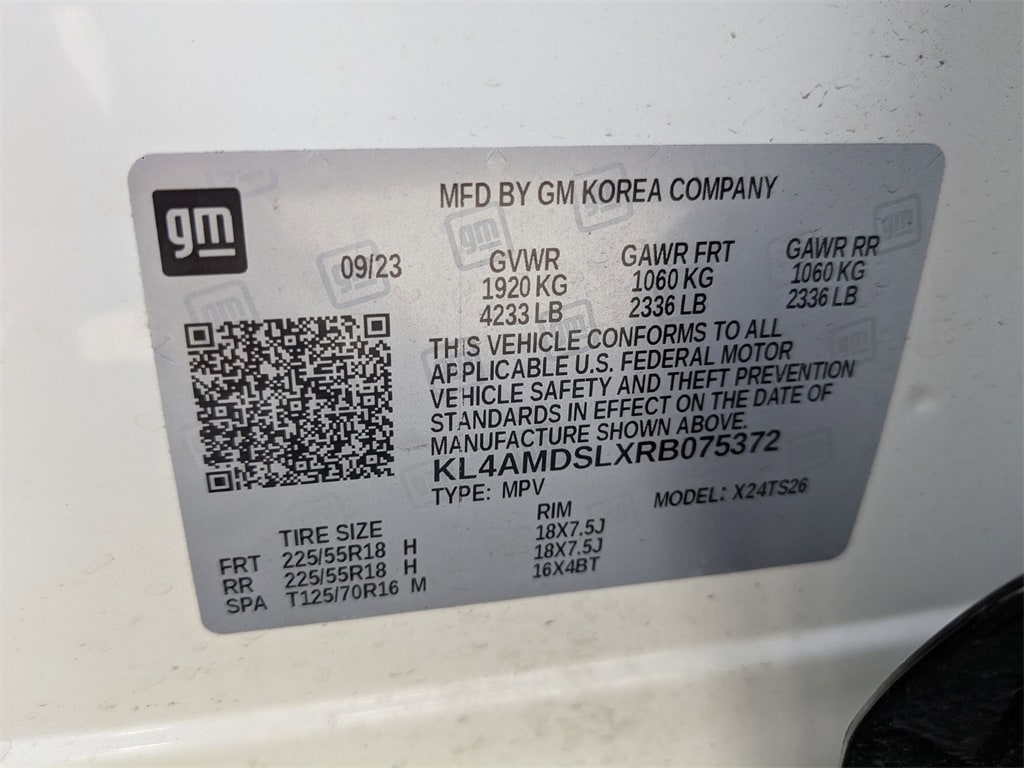 gm
MFD BY GM KOREA COMPANY
09/23
GVWR GAWR FRT GAWR RR
1920 KG 1060 KG 1060 KG
4233 LB 2336 LB 2336 LB
THIS VEHICLE CONFORMS TO ALL
APPLICABLE U.S. FEDERAL MOTOR
VEHICLE SAFETY AND THEFT PREVENTION
STANDARDS IN EFFECT ON THE DATE OF
MANUFACTURE SHOWN ABOVE.
KL4AMDSLXRB075372
TYPE: MPV MODEL: X24TS26
TIRE SIZE RIM
FRT 225/55R18 H 18X7.5J
RR 225/55R18 H 18X7.5J
SPA T125/70R16 M 16X4BT